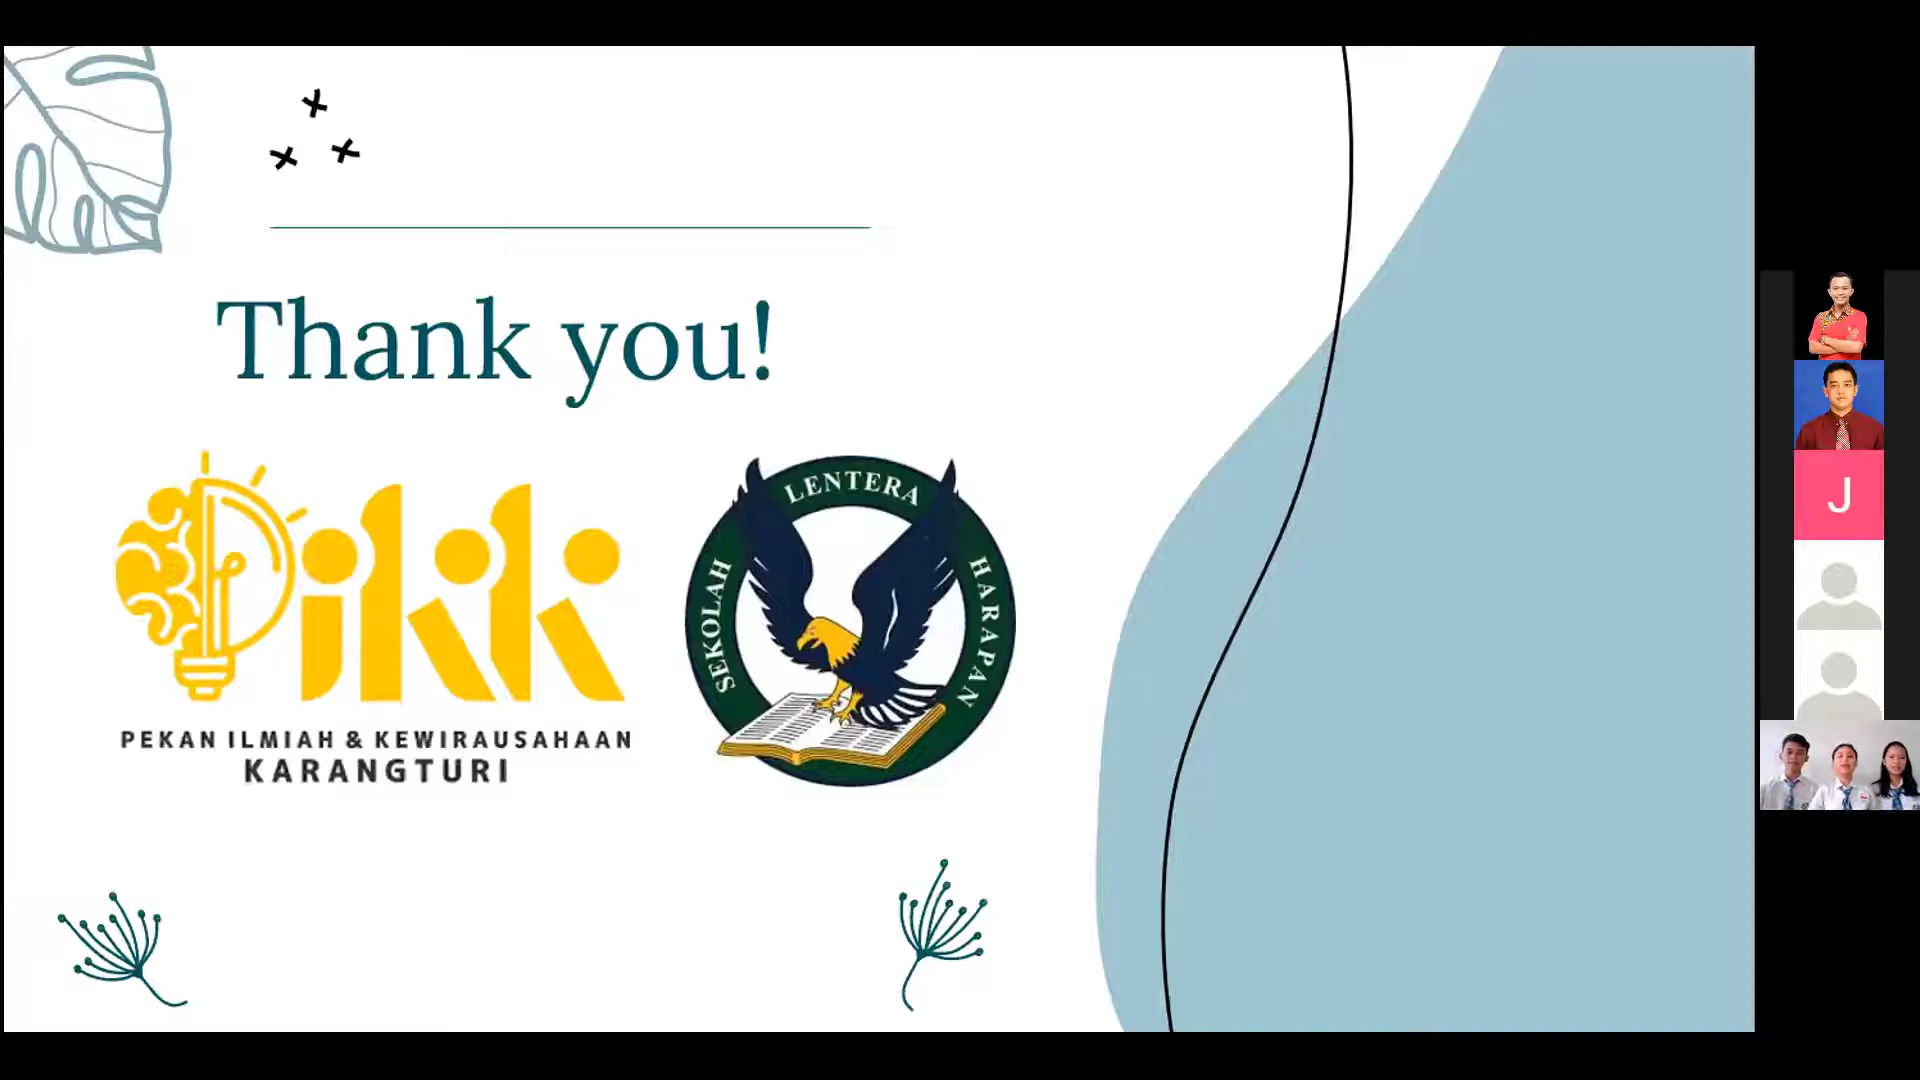 Thank you!
Pikk
PEKAN ILMIAH & KEWIRAUSAHAAN
KARANGTURI
SEKOLAH LENTERA HARAPAN
J